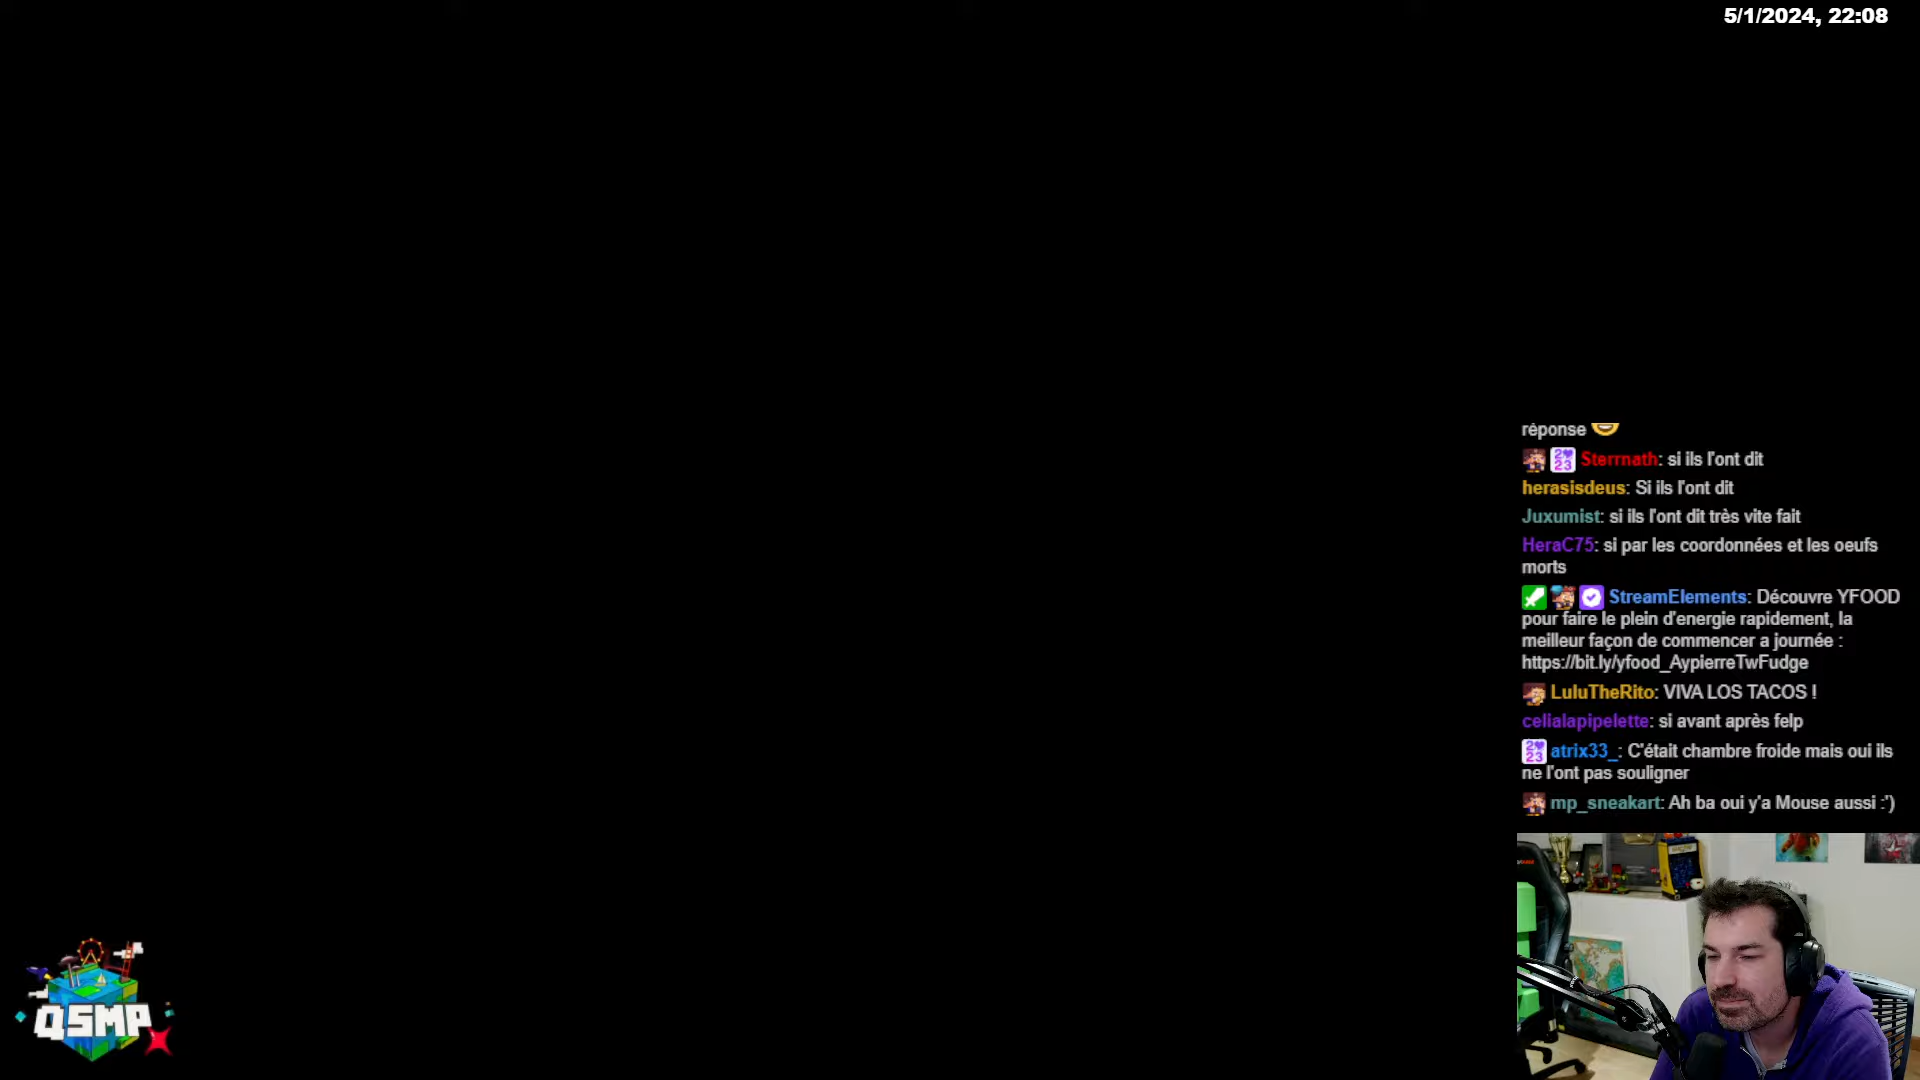 5/1/2024, 22:08
réponse
Sterrnath: si ils l'ont dit
herasisdeus: Si ils l'ont dit
Juxumist: si ils l'ont dit très vite fait
HeraC75: si par les coordonnées et les oeufs
morts
StreamElements: Découvre YFOOD
pour faire le plein d'energie rapidement, la
meilleur façon de commencer a journée :
https://bit.ly/yfood_AypierreTwFudge
LuluTheRito: VIVA LOS TACOS !
celialapipelette: si avant après felp
atrix33_: C'était chambre froide mais oui ils
ne l'ont pas souligner
mp_sneakart: Ah ba oui y'a Mouse aussi :')
QSMP